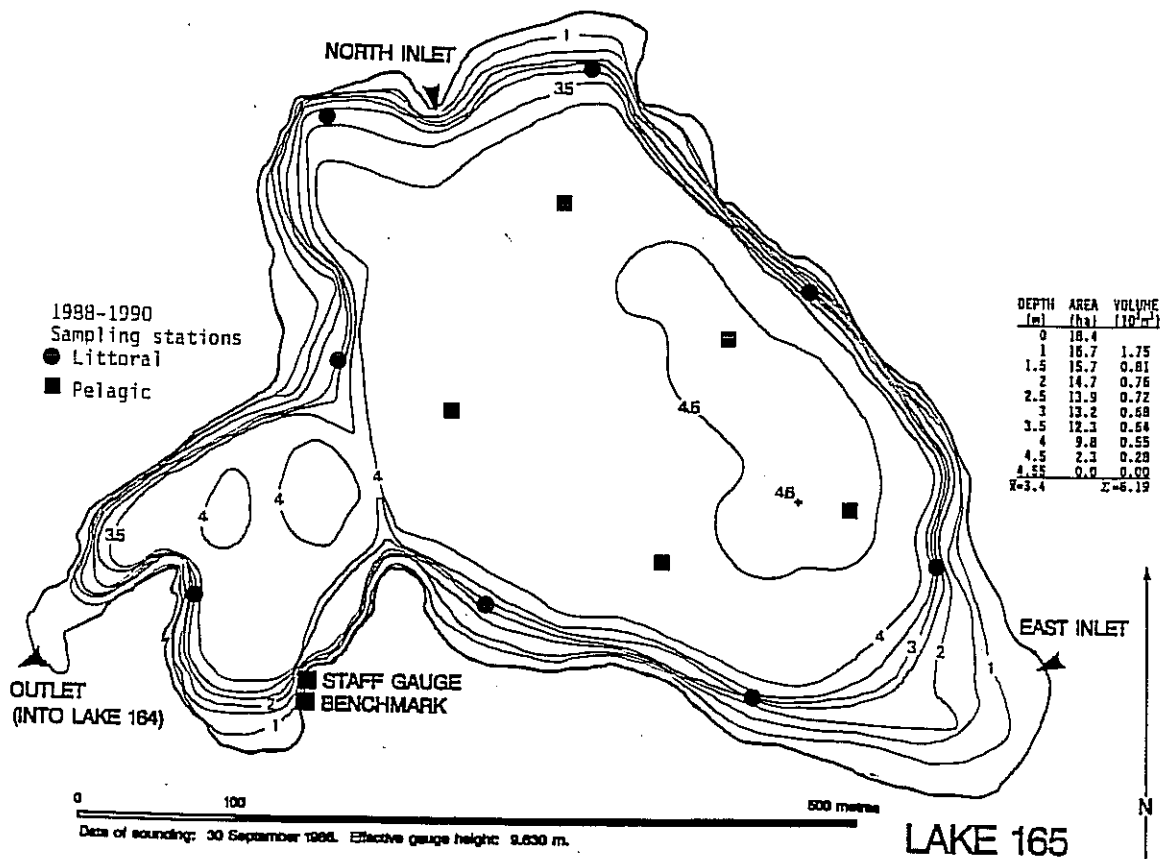 NORTH INLET
1
3.5
1988-1990
Sampling stations
Littoral
Pelagic
DEPTH AREA VOLUME
(m) (ha)
0 18.4
1 16.7 1.75
1.5 15.7 0.81
2 14.7 0.76
2.5 13.9 0.72
3 13.2 0.68
3.5 12.3 0.64
4 9.8 0.55
4.5 2.3 0.28
4.55 0.0 0.00
x̄=3.4 Σ=6.19
4.5
4
4
4.6
4
3.5
4
3
2
1
EAST INLET
OUTLET
(INTO LAKE 164)
STAFF GAUGE
BENCHMARK
2
1
0 100 500 metres
Date of sounding: 30 September 1986. Effective gauge height: 9.630 m.
LAKE 165
N